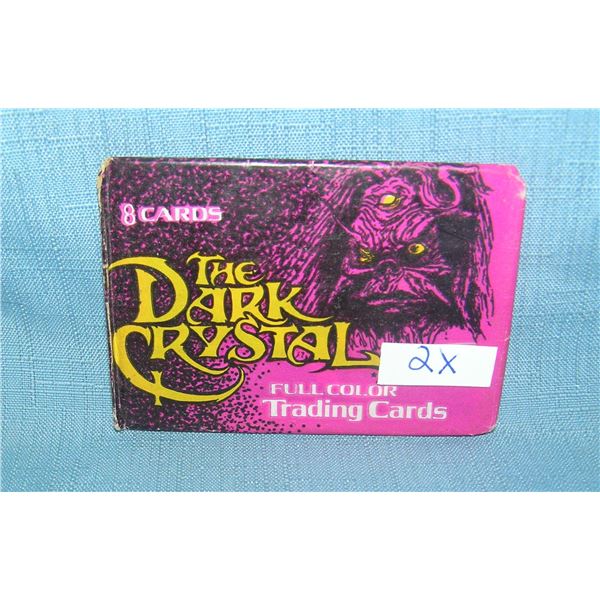 8 CARDS
THE
DARK
CRYSTAL
2X
FULL COLOR
Trading Cards